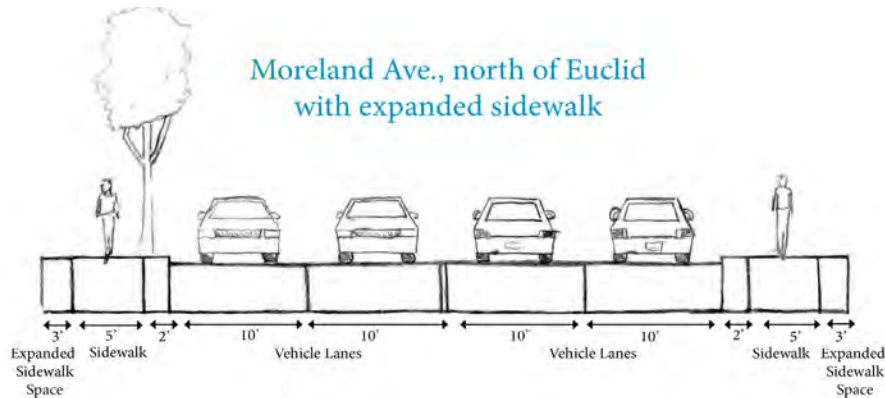 Moreland Ave., north of Euclid
with expanded sidewalk
3' 5' 2' 10' 10' 10' 10' 2' 5' 3'
Expanded Sidewalk Vehicle Lanes Vehicle Lanes Sidewalk Expanded
Sidewalk Sidewalk
Space Space